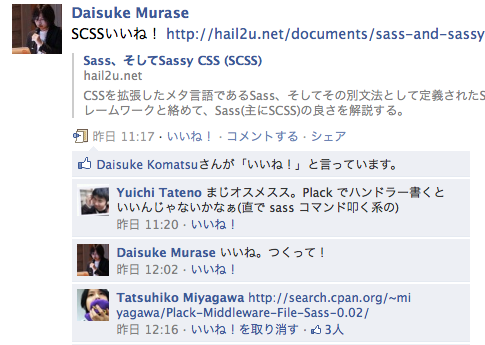 Daisuke Murase
SCSSいいね！ http://hail2u.net/documents/sass-and-sassy
Sass、そしてSassy CSS (SCSS)
hail2u.net
CSSを拡張したメタ言語であるSass、そしてその別文法として定義されたS
レームワークと絡めて、Sass(主にSCSS)の良さを解説する。
昨日 11:17・いいね！・コメントする・シェア
Daisuke Komatsuさんが「いいね！」と言っています。
Yuichi Tateno まじオスメスス。Plack でハンドラー書くと
いいんじゃないかなぁ(直で sass コマンド叩く系の)
昨日 11:20・いいね！
Daisuke Murase いいね。つくって！
昨日 12:02・いいね！
Tatsuhiko Miyagawa http://search.cpan.org/~mi
yagawa/Plack-Middleware-File-Sass-0.02/
昨日 12:16・いいね！を取り消す・3人